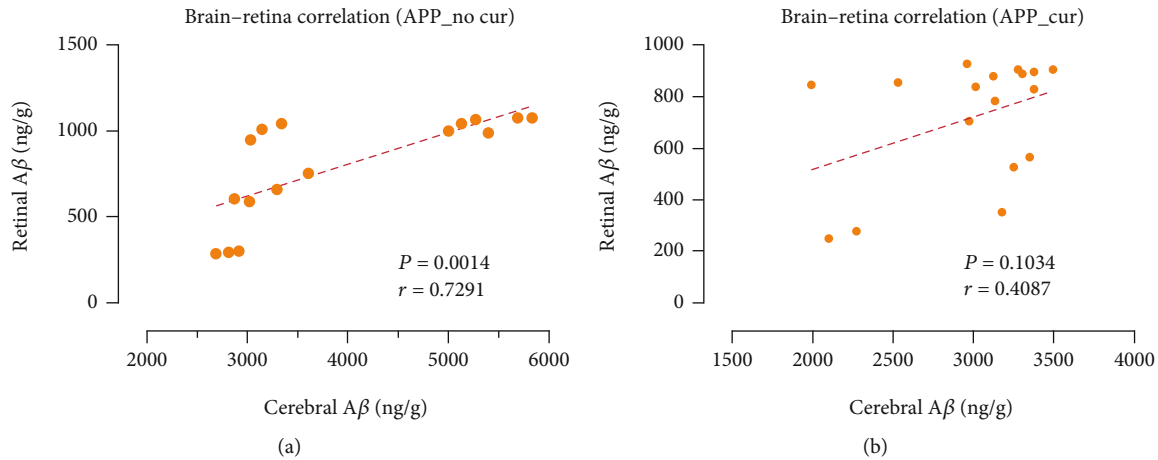 Brain–retina correlation (APP_no cur)
1500
1000
500
0
Retinal Aβ (ng/g)
P = 0.0014
r = 0.7291
2000 3000 4000 5000 6000
Cerebral Aβ (ng/g)
(a)
Brain–retina correlation (APP_cur)
1000
800
600
400
200
0
Retinal Aβ (ng/g)
P = 0.1034
r = 0.4087
1500 2000 2500 3000 3500 4000
Cerebral Aβ (ng/g)
(b)